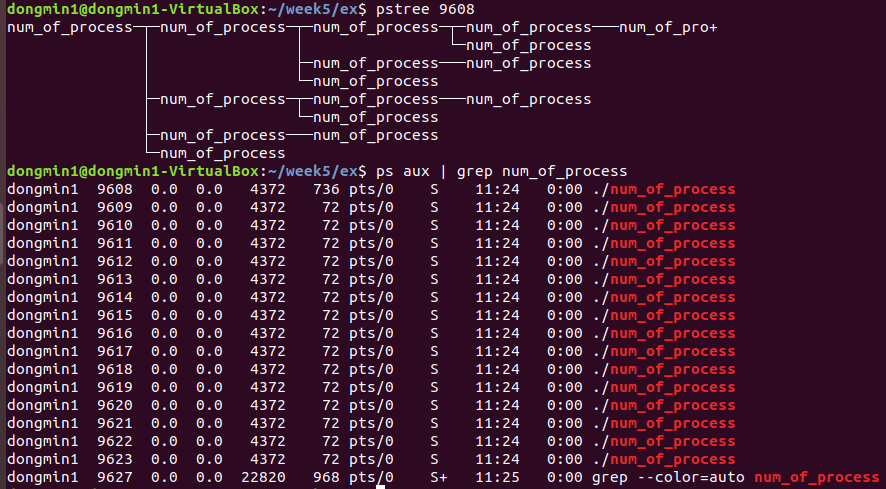 dongmin1@dongmin1-VirtualBox:~/week5/ex$ pstree 9608
num_of_process─┬─num_of_process─┬─num_of_process─┬─num_of_process───num_of_pro+
               │                │                └─num_of_process
               │                ├─num_of_process───num_of_process
               │                └─num_of_process
               ├─num_of_process─┬─num_of_process───num_of_process
               │                └─num_of_process
               ├─num_of_process───num_of_process
               └─num_of_process
dongmin1@dongmin1-VirtualBox:~/week5/ex$ ps aux | grep num_of_process
dongmin1  9608  0.0  0.0   4372   736 pts/0    S    11:24   0:00 ./num_of_process
dongmin1  9609  0.0  0.0   4372    72 pts/0    S    11:24   0:00 ./num_of_process
dongmin1  9610  0.0  0.0   4372    72 pts/0    S    11:24   0:00 ./num_of_process
dongmin1  9611  0.0  0.0   4372    72 pts/0    S    11:24   0:00 ./num_of_process
dongmin1  9612  0.0  0.0   4372    72 pts/0    S    11:24   0:00 ./num_of_process
dongmin1  9613  0.0  0.0   4372    72 pts/0    S    11:24   0:00 ./num_of_process
dongmin1  9614  0.0  0.0   4372    72 pts/0    S    11:24   0:00 ./num_of_process
dongmin1  9615  0.0  0.0   4372    72 pts/0    S    11:24   0:00 ./num_of_process
dongmin1  9616  0.0  0.0   4372    72 pts/0    S    11:24   0:00 ./num_of_process
dongmin1  9617  0.0  0.0   4372    72 pts/0    S    11:24   0:00 ./num_of_process
dongmin1  9618  0.0  0.0   4372    72 pts/0    S    11:24   0:00 ./num_of_process
dongmin1  9619  0.0  0.0   4372    72 pts/0    S    11:24   0:00 ./num_of_process
dongmin1  9620  0.0  0.0   4372    72 pts/0    S    11:24   0:00 ./num_of_process
dongmin1  9621  0.0  0.0   4372    72 pts/0    S    11:24   0:00 ./num_of_process
dongmin1  9622  0.0  0.0   4372    72 pts/0    S    11:24   0:00 ./num_of_process
dongmin1  9623  0.0  0.0   4372    72 pts/0    S    11:24   0:00 ./num_of_process
dongmin1  9627  0.0  0.0  22820   968 pts/0    S+   11:25   0:00 grep --color=auto num_of_process